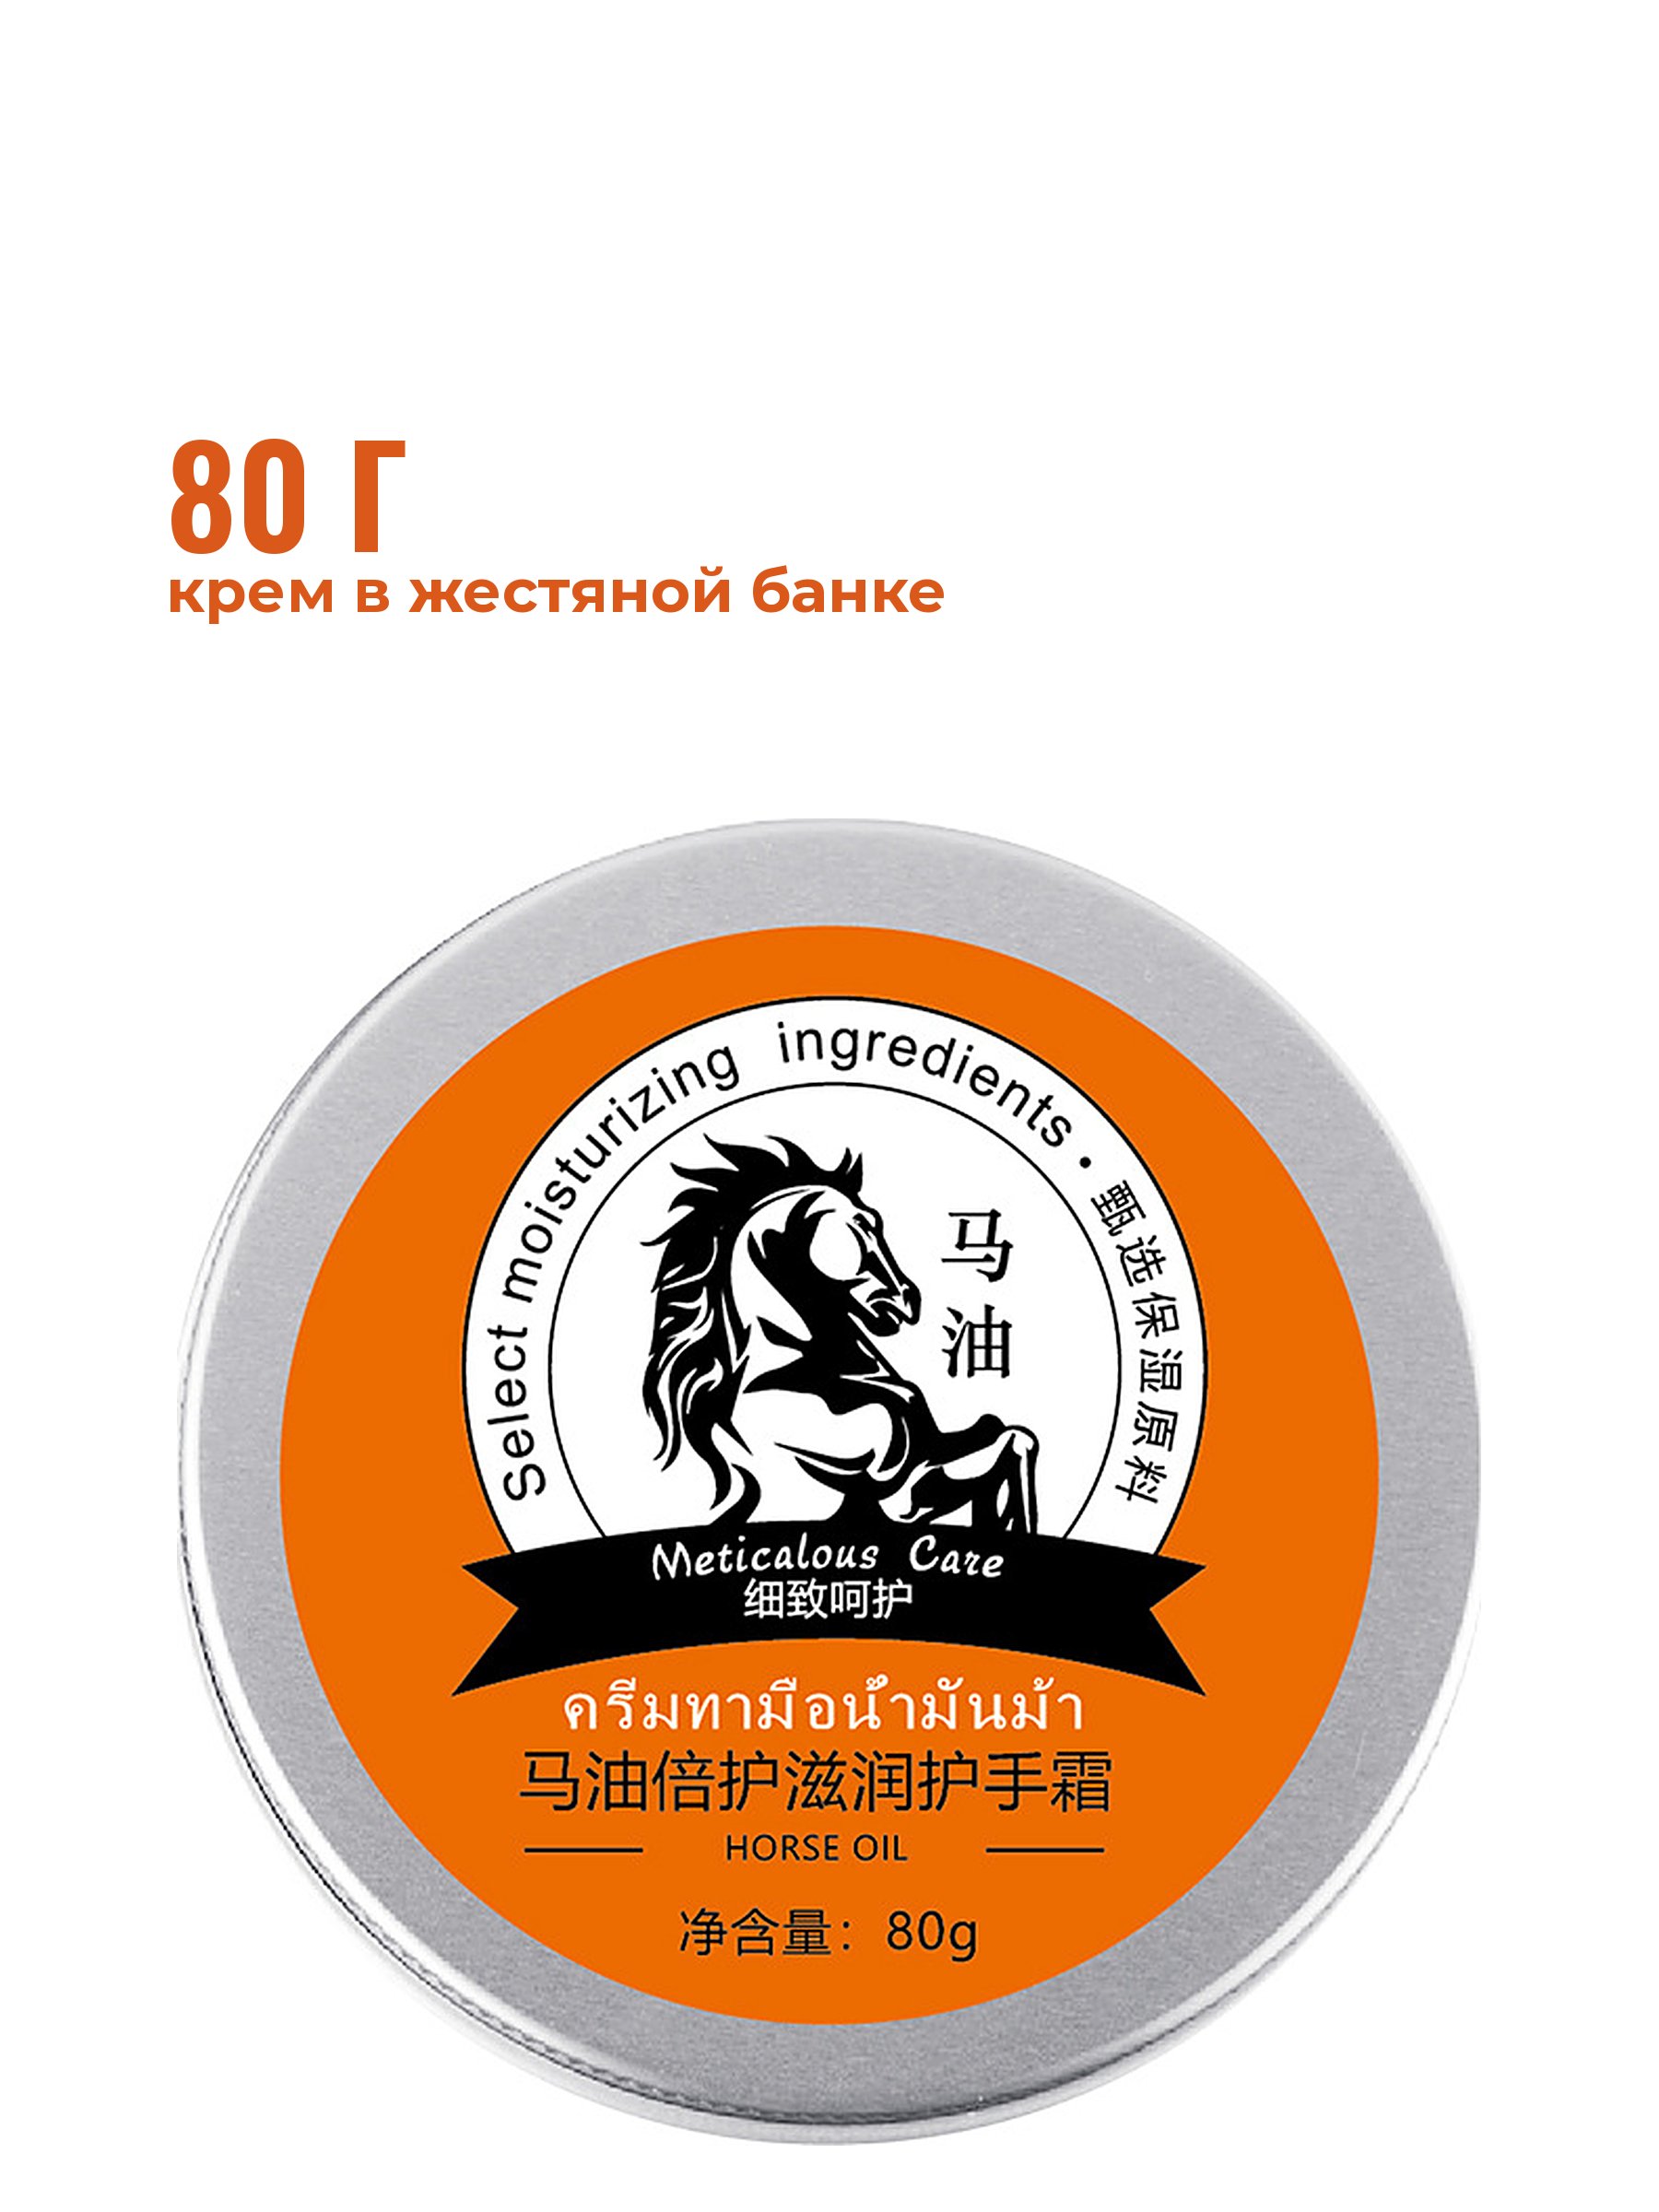 80 Г
крем в жестяной банке
Select moisturizing ingredients · 甄选保湿原料
马油
Meticalous Care
细致呵护
ครีมทามือน้ำมันม้า
马油倍护滋润护手霜
HORSE OIL
净含量：80g